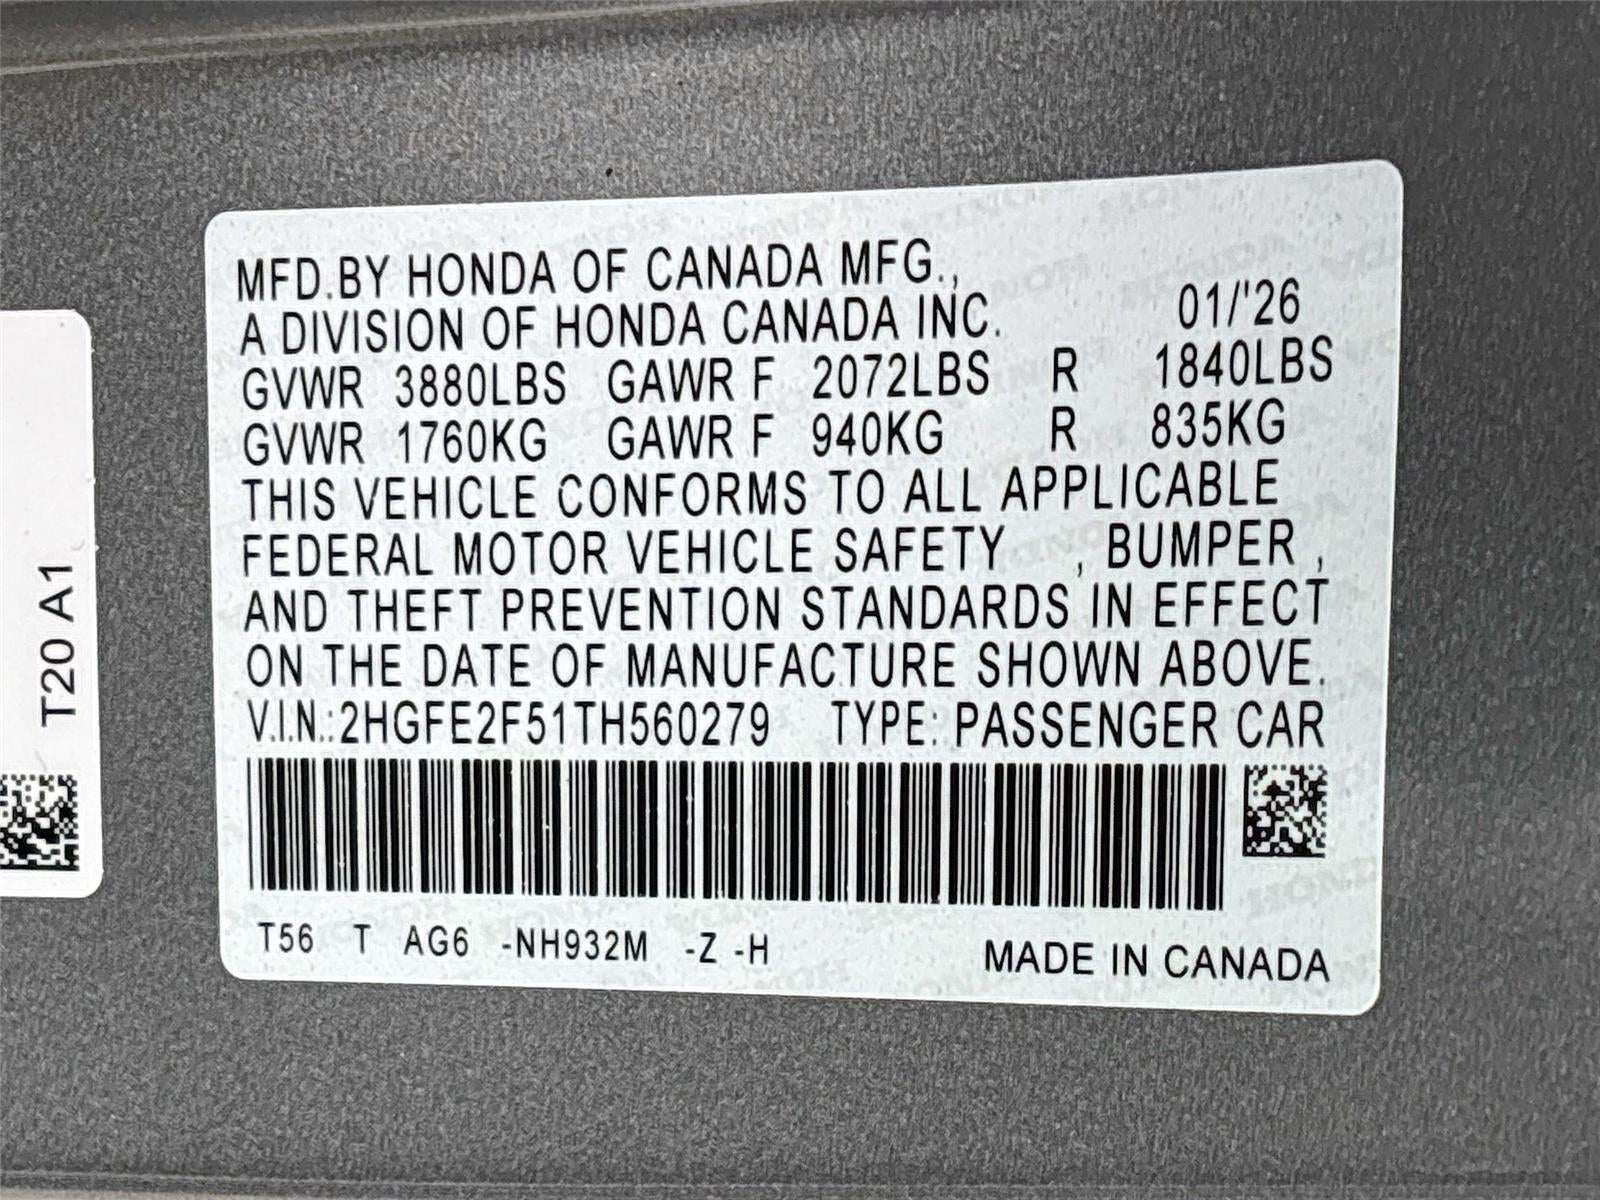 MFD.BY HONDA OF CANADA MFG.,
A DIVISION OF HONDA CANADA INC. 01/'26
GVWR 3880LBS GAWR F 2072LBS R 1840LBS
GVWR 1760KG GAWR F 940KG R 835KG
THIS VEHICLE CONFORMS TO ALL APPLICABLE
FEDERAL MOTOR VEHICLE SAFETY , BUMPER ,
AND THEFT PREVENTION STANDARDS IN EFFECT
ON THE DATE OF MANUFACTURE SHOWN ABOVE.
V.I.N.:2HGFE2F51TH560279 TYPE: PASSENGER CAR
T56 T AG6 -NH932M -Z -H MADE IN CANADA
T20 A1